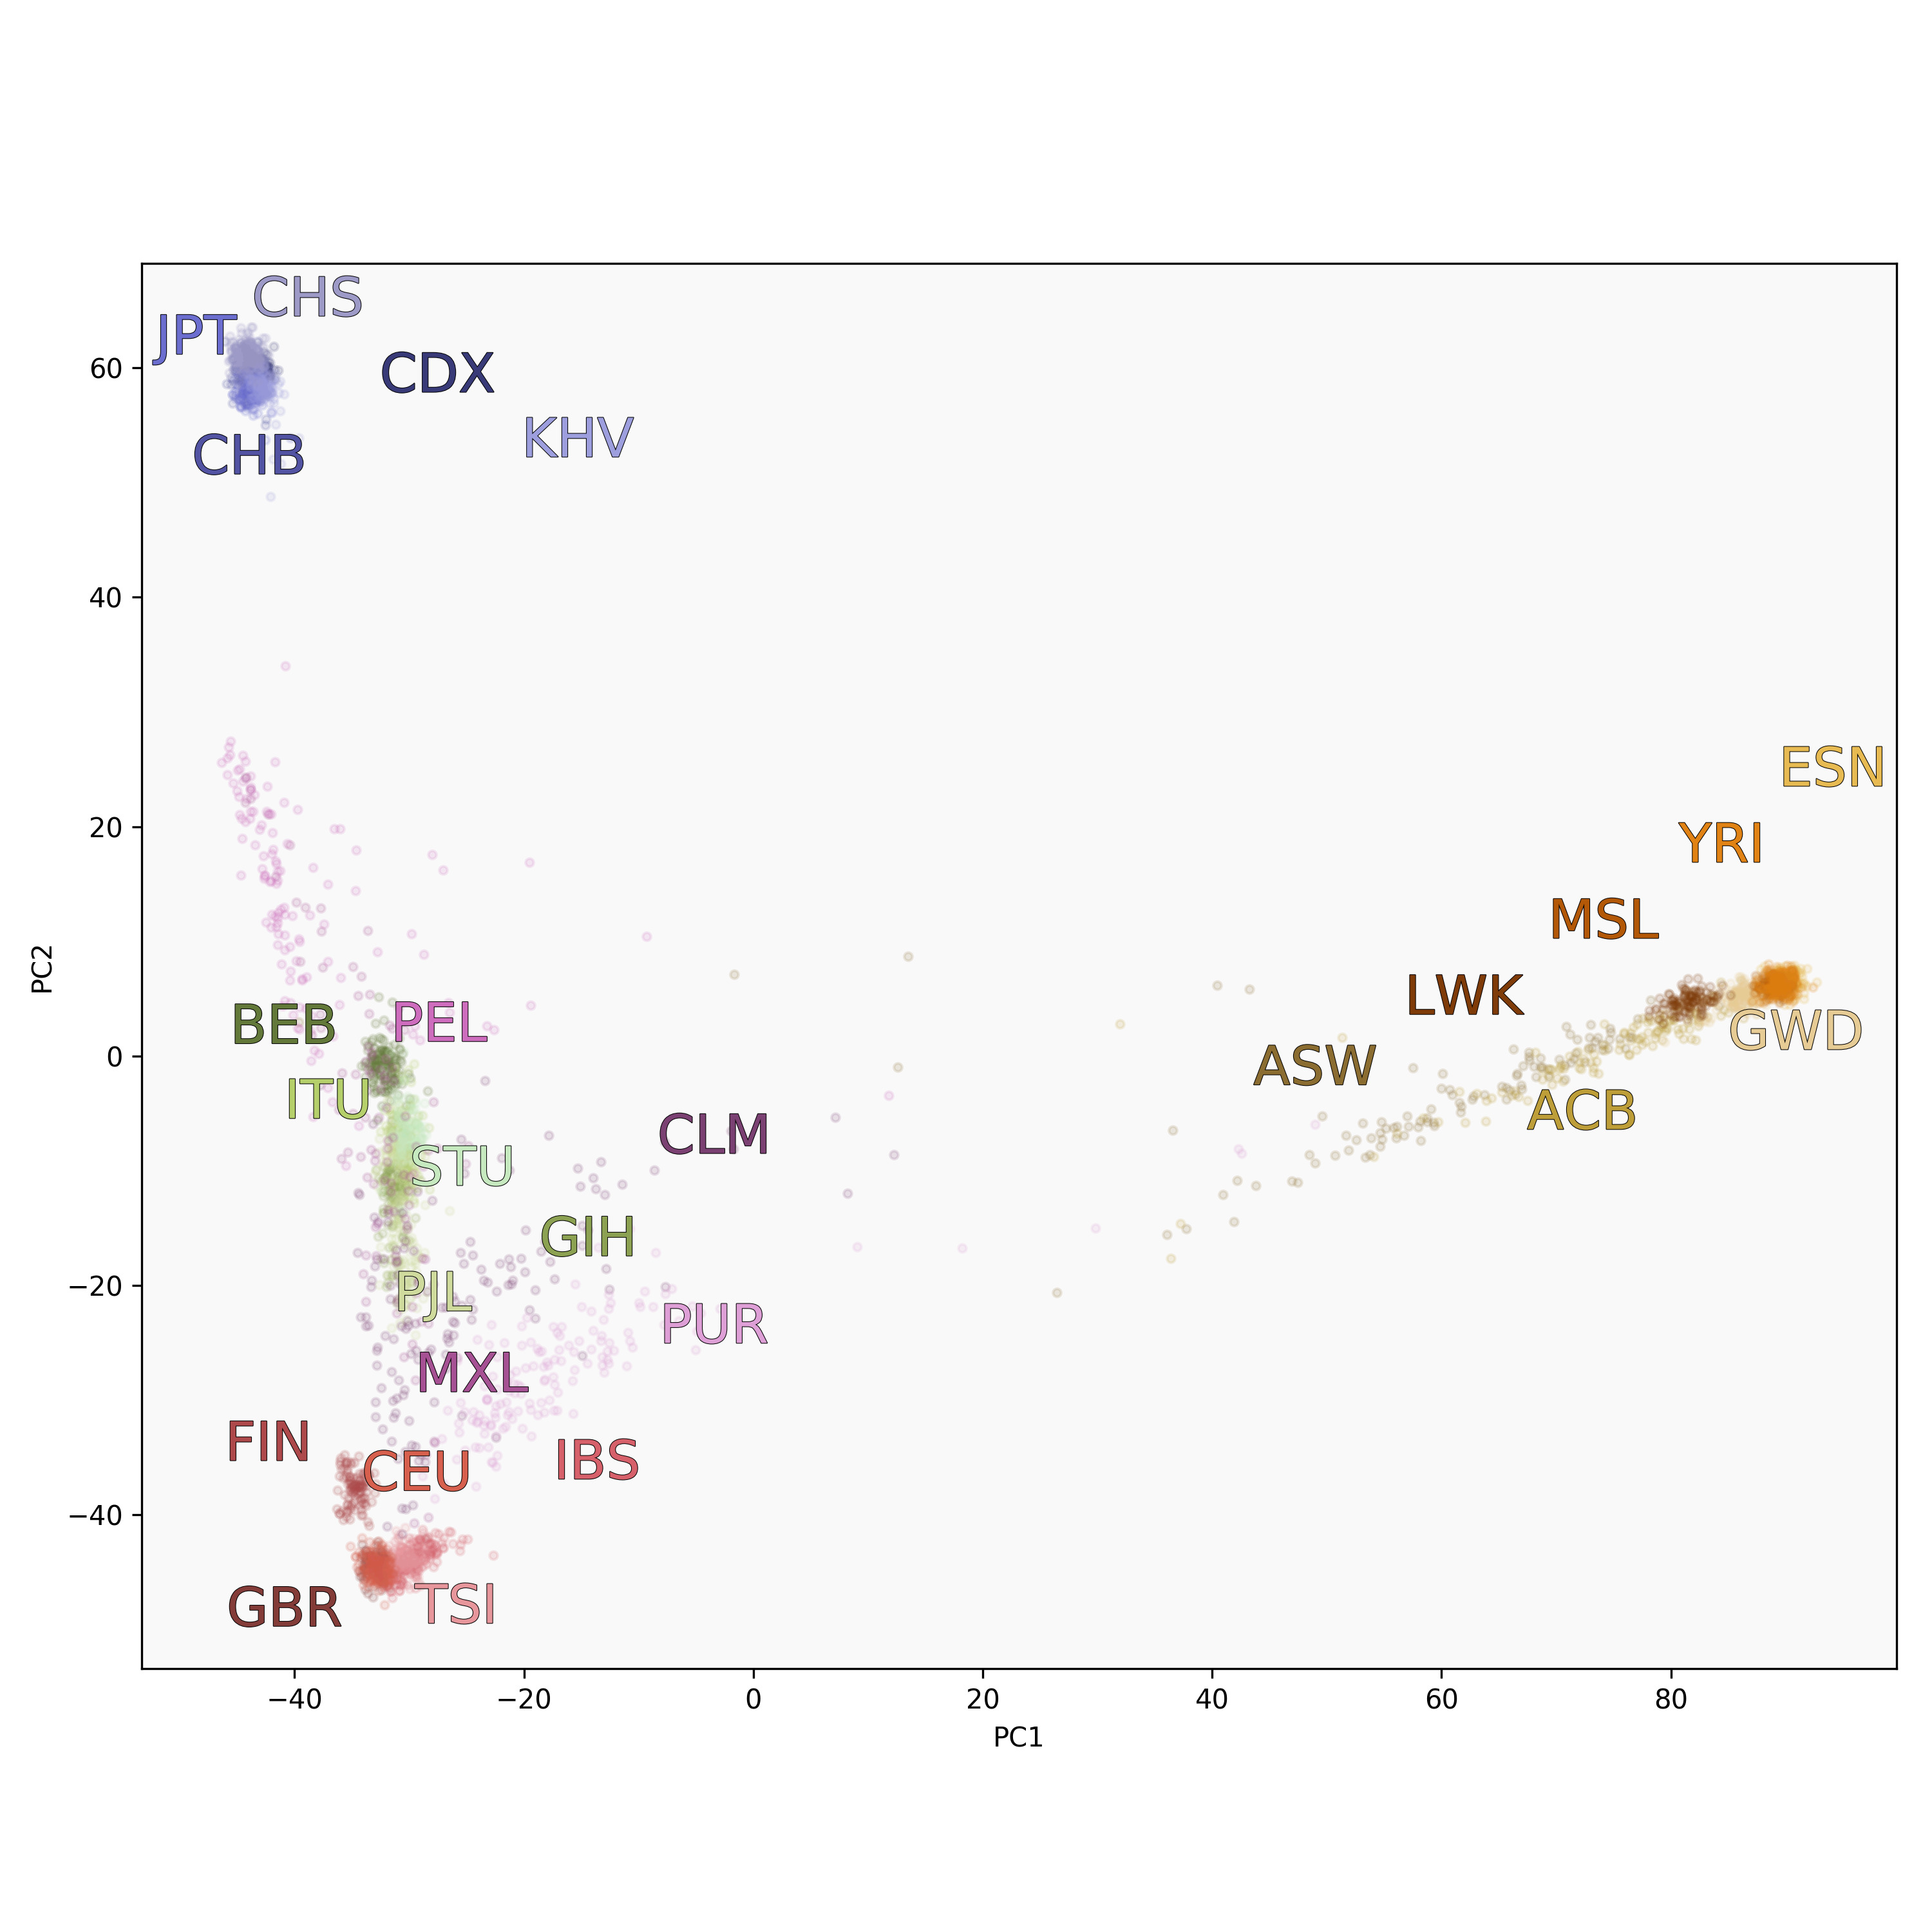 CHS
JPT
CDX
KHV
CHB
ESN
YRI
MSL
LWK
GWD
BEB
PEL
ASW
ITU
ACB
CLM
STU
GIH
PJL
PUR
MXL
FIN
IBS
CEU
GBR
TSI
60
40
20
0
−20
−40
PC2
−40
−20
0
20
40
60
80
PC1